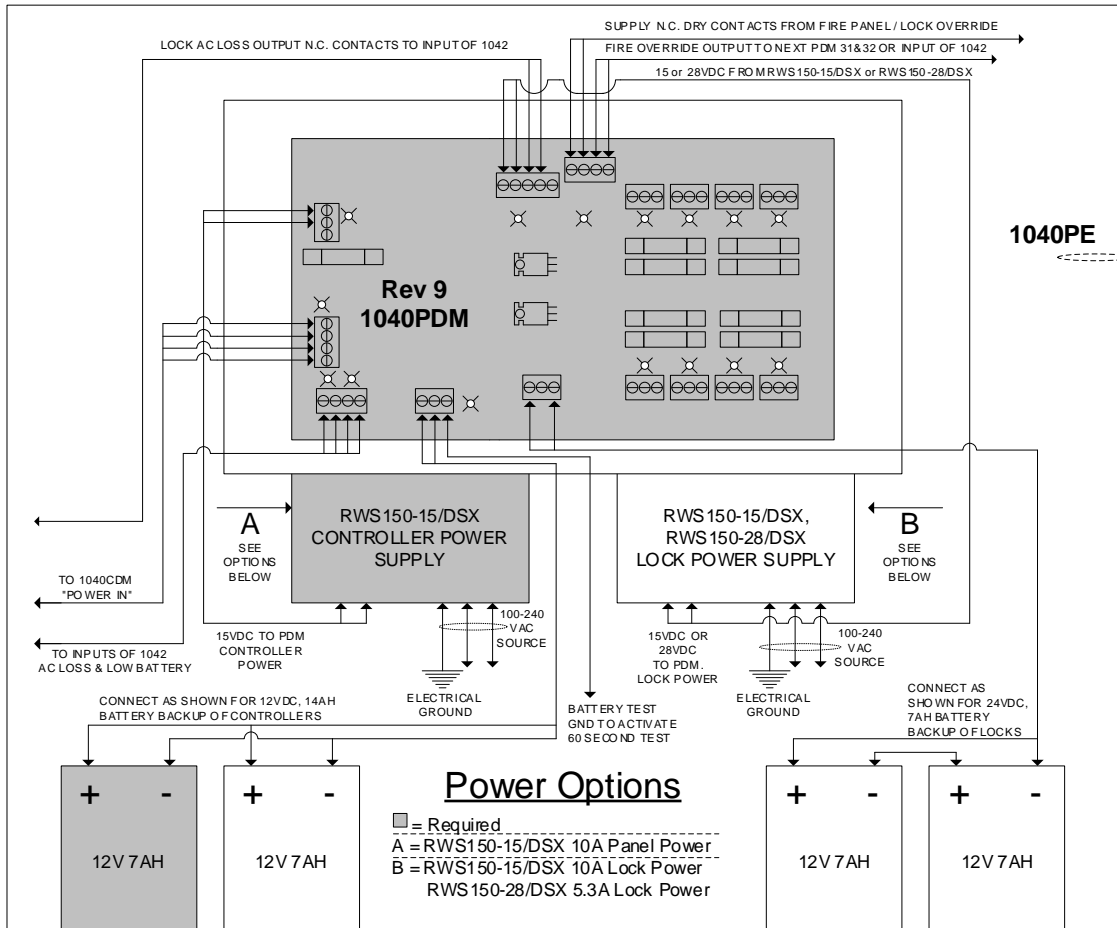 SUPPLY N.C. DRY CONTACTS FROM FIRE PANEL / LOCK OVERRIDE
LOCK AC LOSS OUTPUT N.C. CONTACTS TO INPUT OF 1042
FIRE OVERRIDE OUTPUT TO NEXT PDM 31&32 OR INPUT OF 1042
15 or 28VDC FROM RWS150-15/DSX or RWS150-28/DSX
1040PE
Rev 9
1040PDM
A
SEE
OPTIONS
BELOW
RWS150-15/DSX
CONTROLLER POWER
SUPPLY
RWS150-15/DSX,
RWS150-28/DSX
LOCK POWER SUPPLY
B
SEE
OPTIONS
BELOW
TO 1040CDM
"POWER IN"
TO INPUTS OF 1042
AC LOSS & LOW BATTERY
15VDC TO PDM
CONTROLLER
POWER
100-240
VAC
SOURCE
ELECTRICAL
GROUND
15VDC OR
28VDC
TO PDM.
LOCK POWER
100-240
VAC
SOURCE
ELECTRICAL
GROUND
CONNECT AS SHOWN FOR 12VDC, 14AH
BATTERY BACKUP OF CONTROLLERS
BATTERY TEST
GND TO ACTIVATE
60 SECOND TEST
CONNECT AS
SHOWN FOR 24VDC,
7AH BATTERY
BACKUP OF LOCKS
+ -
12V 7AH
+ -
12V 7AH
Power Options
= Required
A = RWS150-15/DSX 10A Panel Power
B = RWS150-15/DSX 10A Lock Power
RWS150-28/DSX 5.3A Lock Power
+ -
12V 7AH
+ -
12V 7AH